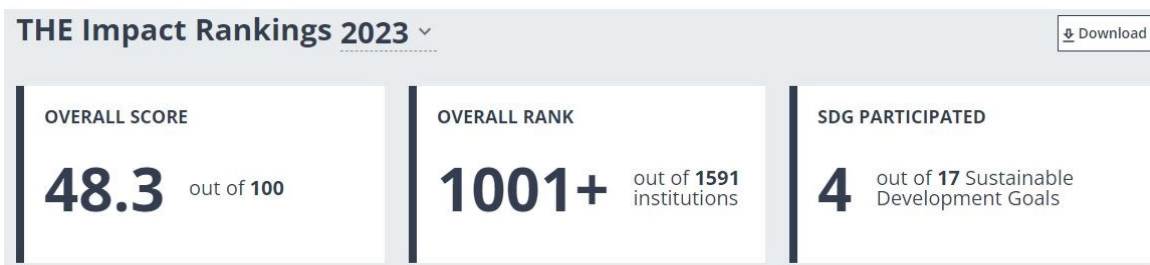 THE Impact Rankings 2023
Download
OVERALL SCORE
48.3 out of 100
OVERALL RANK
1001+ out of 1591
institutions
SDG PARTICIPATED
4 out of 17 Sustainable
Development Goals